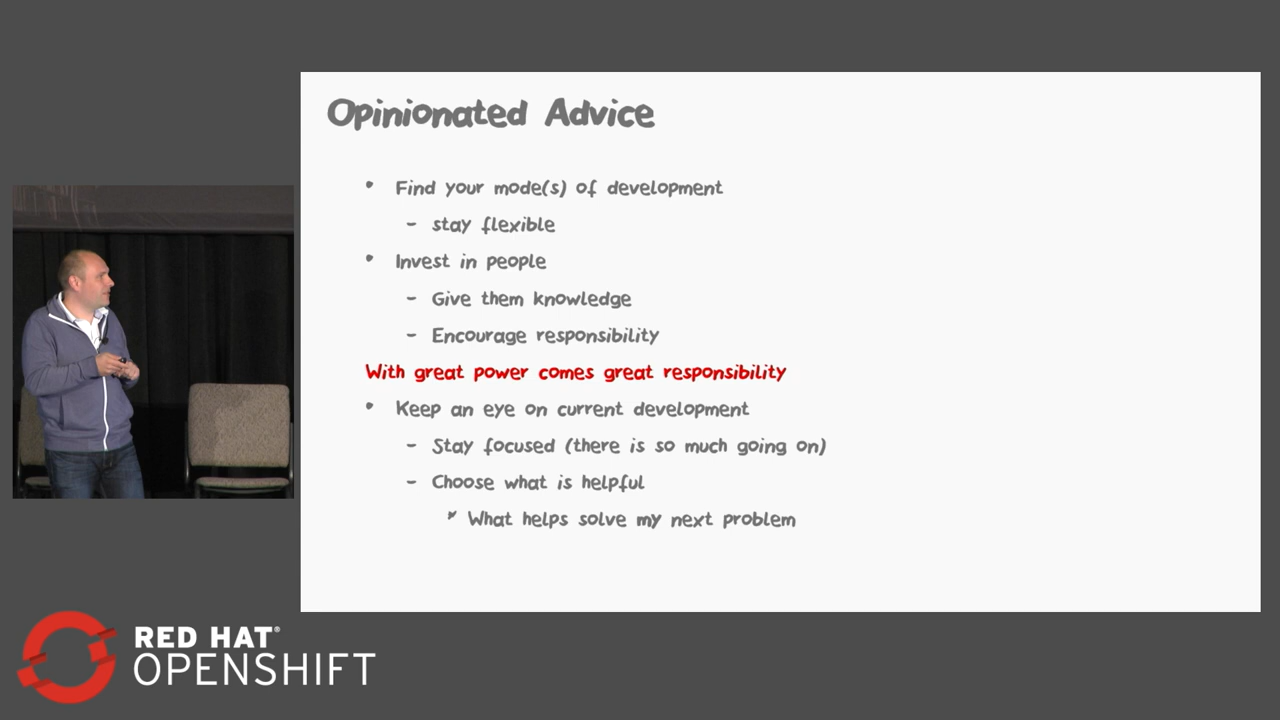 Opinionated Advice
• Find your mode(s) of development
– stay flexible
• Invest in people
– Give them knowledge
– Encourage responsibility
With great power comes great responsibility
• Keep an eye on current development
– Stay focused (there is so much going on)
– Choose what is helpful
What helps solve my next problem
RED HAT®
OPENSHIFT